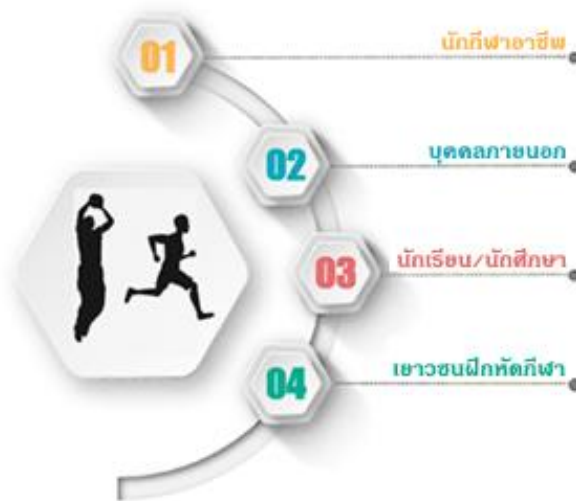 01
นักกีฬาอาชีพ
02
บุคคลภายนอก
03
นักเรียน/นักศึกษา
04
เยาวชนฝึกหัดกีฬา